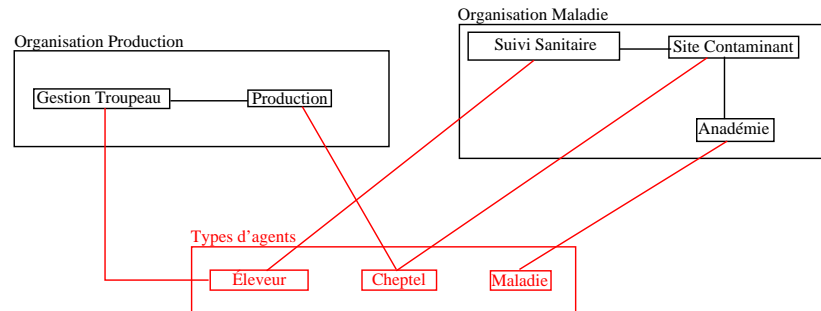 Organisation Production
Gestion Troupeau
Production
Organisation Maladie
Suivi Sanitaire
Site Contaminant
Anadémie
Types d'agents
Éleveur
Cheptel
Maladie